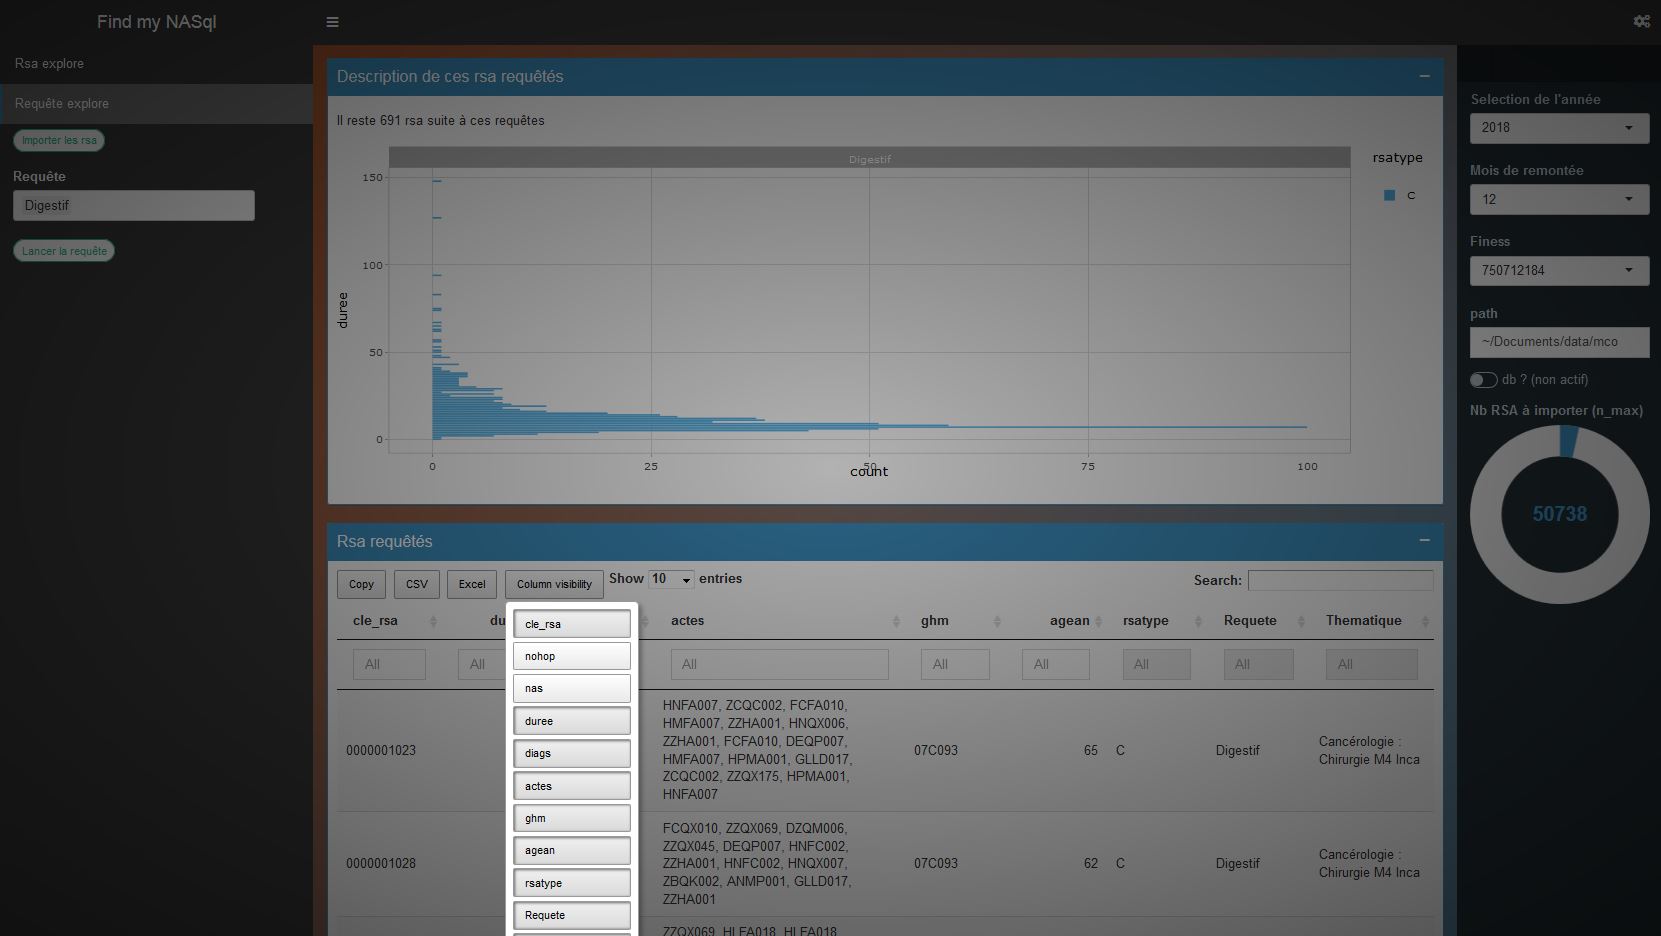 Find my NASql
Rsa explore
Requête explore
Importer les rsa
Requête
Digestif
Lancer la requête
Description de ces rsa requêtés
Il reste 691 rsa suite à ces requêtes
Digestif
rsatype
C
150
100
50
0
duree
0
25
50
75
100
count
Rsa requêtés
Copy
CSV
Excel
Column visibility
Show 10 entries
Search:
cle_rsa
du
actes
ghm
agean
rsatype
Requete
Thematique
All
All
All
All
All
All
All
All
cle_rsa
nohop
nas
duree
diags
actes
ghm
agean
rsatype
Requete
0000001023
HNFA007, ZCQC002, FCFA010,
HMFA007, ZZHA001, HNQX006,
ZZHA001, FCFA010, DEQP007,
HMFA007, HPMA001, GLLD017,
ZCQC002, ZZQX175, HPMA001,
HNFA007
07C093
65
C
Digestif
Cancérologie :
Chirurgie M4 Inca
0000001028
FCQX010, ZZQX069, DZQM006,
ZZQX045, DEQP007, HNFC002,
ZZHA001, HNFC002, HNQX007,
ZBQK002, ANMP001, GLLD017,
ZZHA001
07C093
62
C
Digestif
Cancérologie :
Chirurgie M4 Inca
ZZQX069, HLFA018, HLFA018
Selection de l'année
2018
Mois de remontée
12
Finess
750712184
path
~/Documents/data/mco
db ? (non actif)
Nb RSA à importer (n_max)
50738